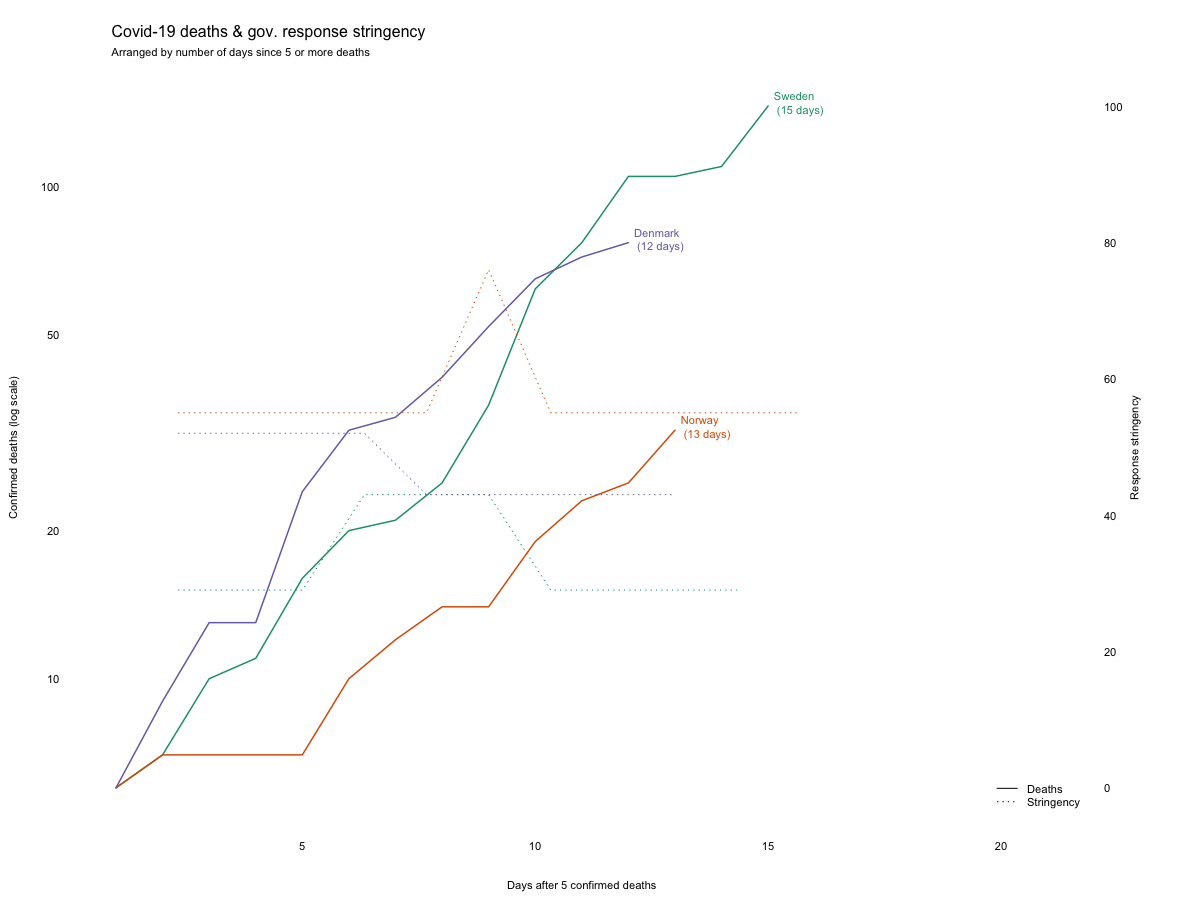 Covid-19 deaths & gov. response stringency
Arranged by number of days since 5 or more deaths
Sweden
(15 days)
Denmark
(12 days)
Norway
(13 days)
Confirmed deaths (log scale)
100
50
20
10
Response stringency
100
80
60
40
20
0
Deaths
Stringency
5
10
15
20
Days after 5 confirmed deaths